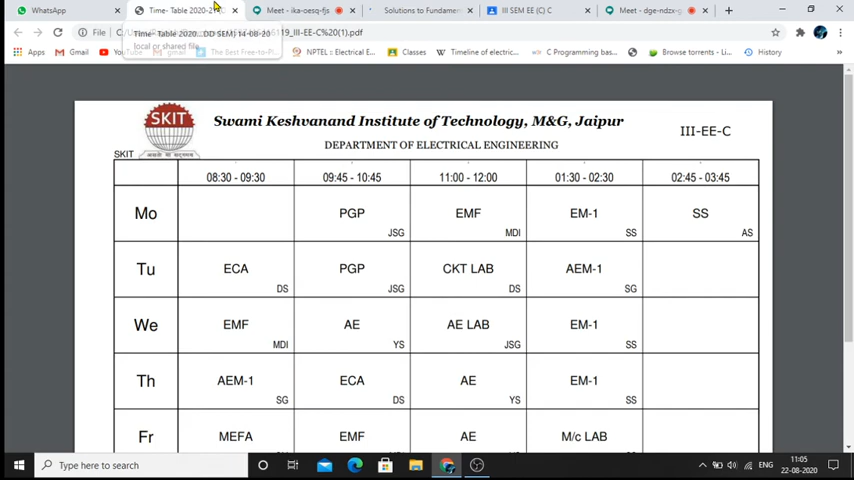 WhatsApp
Time- Table 2020-21
Meet - ika-oesq-fjs
Solutions to Fundamen
III SEM EE (C) C
Meet - dge-ndzx-g
File
C:/U
6119_III-EE-C%20(1).pdf
Time- Table 2020...DD SEM 14-08-20
local or shared file
Apps
Gmail
YouTube
gmail
The Best Free-to-Pl
NPTEL :: Electrical E...
Timeline of electric...
C Programming bas...
Browse torrents - Ki...
History
SKIT
Swami Keshvanand Institute of Technology, M&G, Jaipur
III-EE-C
DEPARTMENT OF ELECTRICAL ENGINEERING
SKIT
08:30 - 09:30 09:45 - 10:45 11:00 - 12:00 01:30 - 02:30 02:45 - 03:45
Mo PGP EMF EM-1 SS
JSG MDI SS AS
Tu ECA PGP CKT LAB AEM-1
DS JSG DS SG
We EMF AE AE LAB EM-1
MDI YS JSG SS
Th AEM-1 ECA AE EM-1
SG DS YS SS
Fr MEFA EMF AE M/c LAB
Type here to search
ENG
11:05
22-08-2020